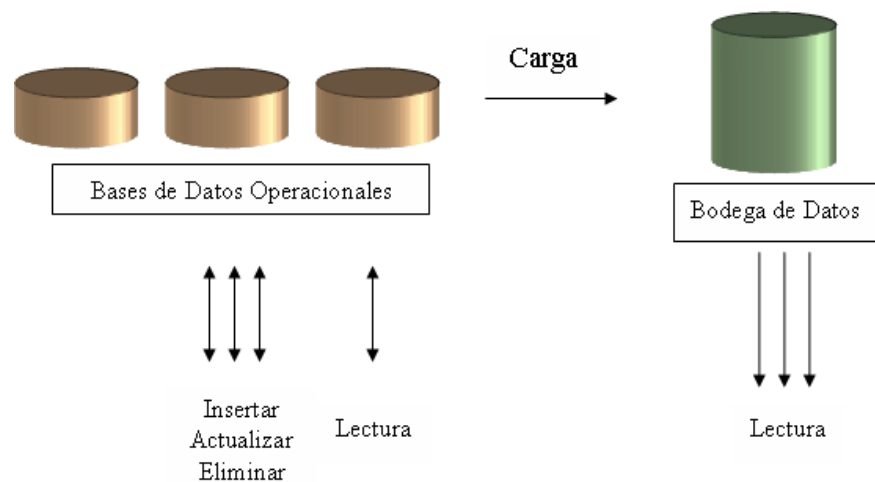 Carga
Bases de Datos Operacionales
Bodega de Datos
Insertar
Actualizar
Eliminar
Lectura
Lectura